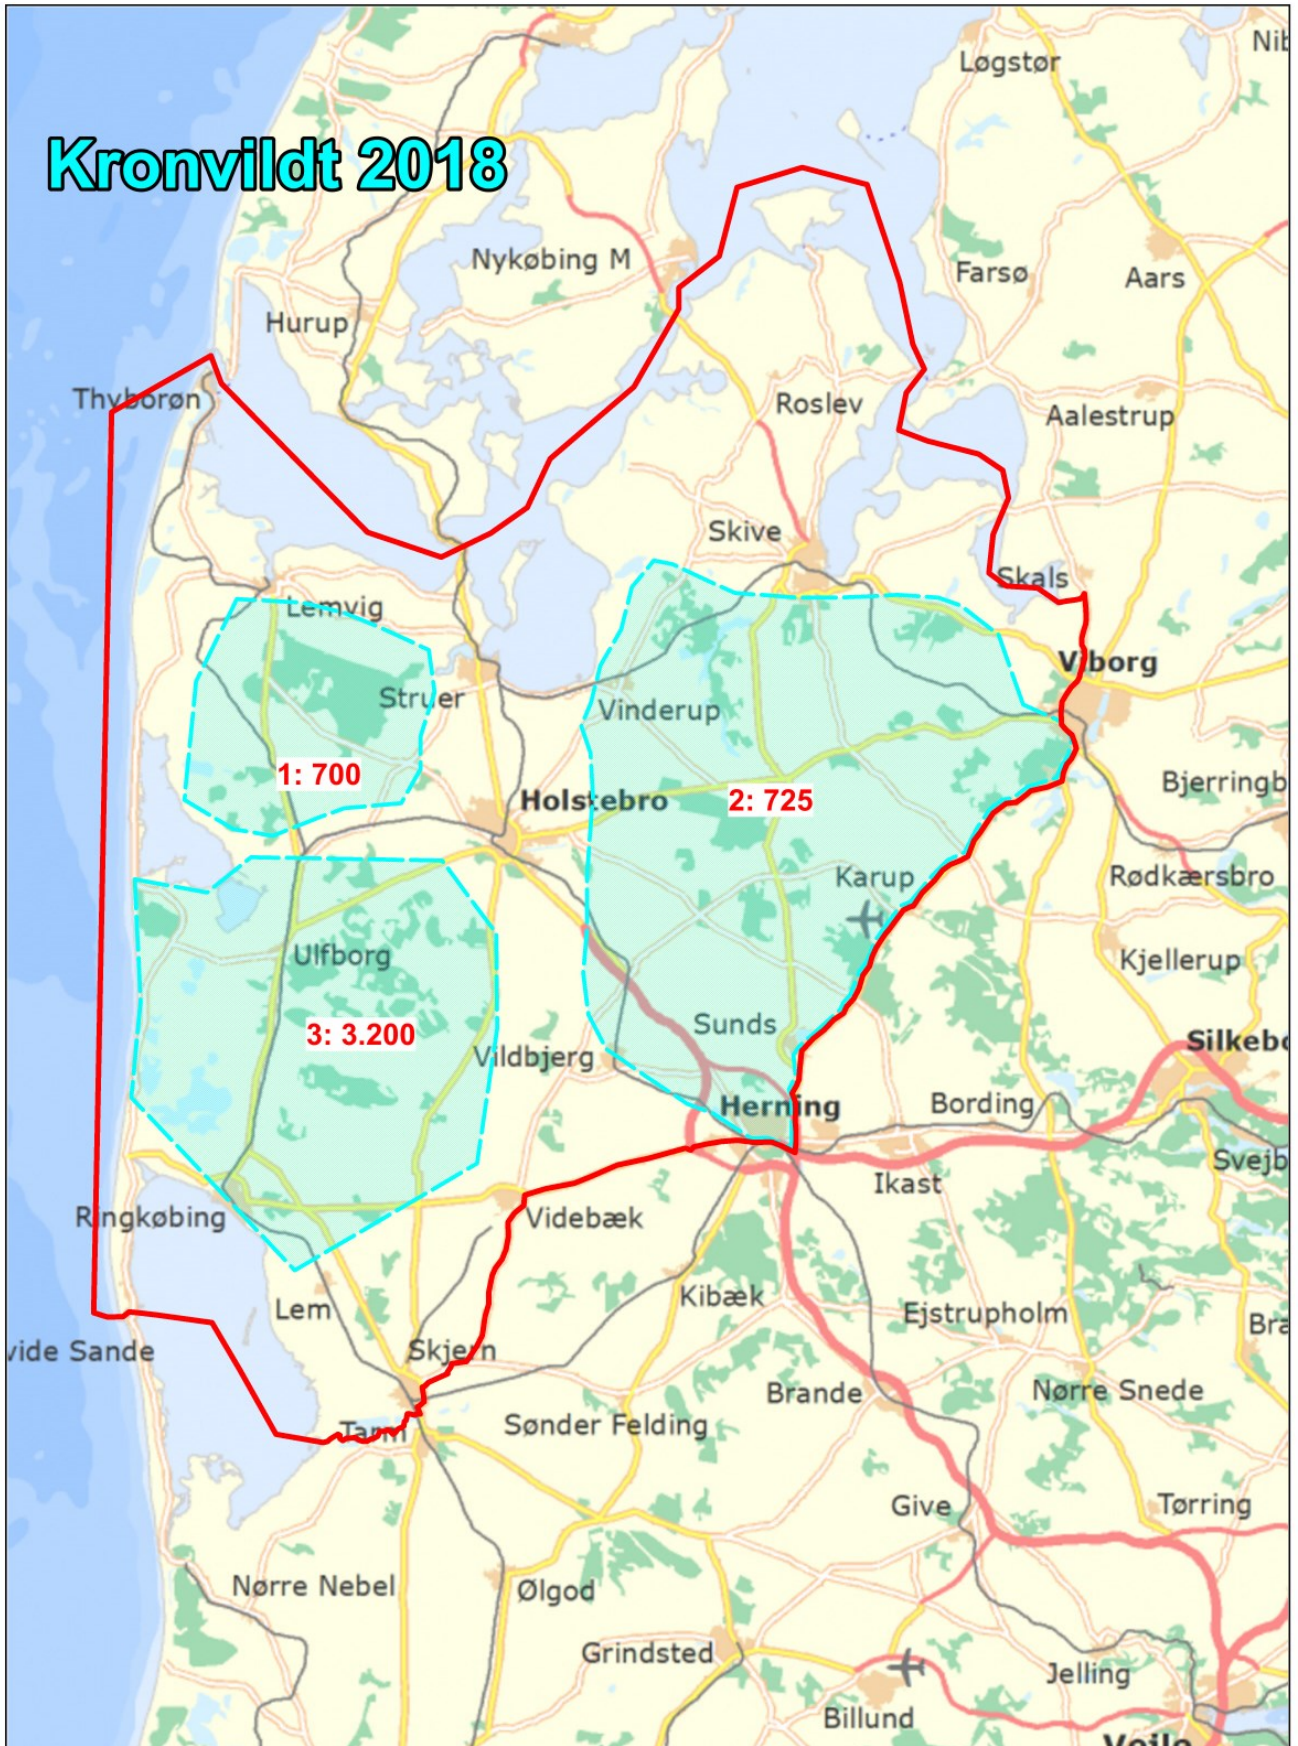 Løgstør
Kronvildt 2018
Nykøbing M
Farsø
Aars
Hurup
Thyborøn
Roslev
Aalestrup
Skive
Skals
Lemvig
Viborg
Struer
Vinderup
1: 700
Holstebro
2: 725
Bjerringb
Karup
Rødkærsbro
Ulfborg
Kjellerup
3: 3.200
Sunds
Vildbjerg
Silkebo
Herning
Bording
Svejb
Ikast
Ringkøbing
Videbæk
Kibæk
Lem
Ejstrupholm
Bra
vide Sande
Skjern
Brande
Nørre Snede
Tarm
Sønder Felding
Give
Tørring
Nørre Nebel
Ølgod
Grindsted
Jelling
Billund
Vejle